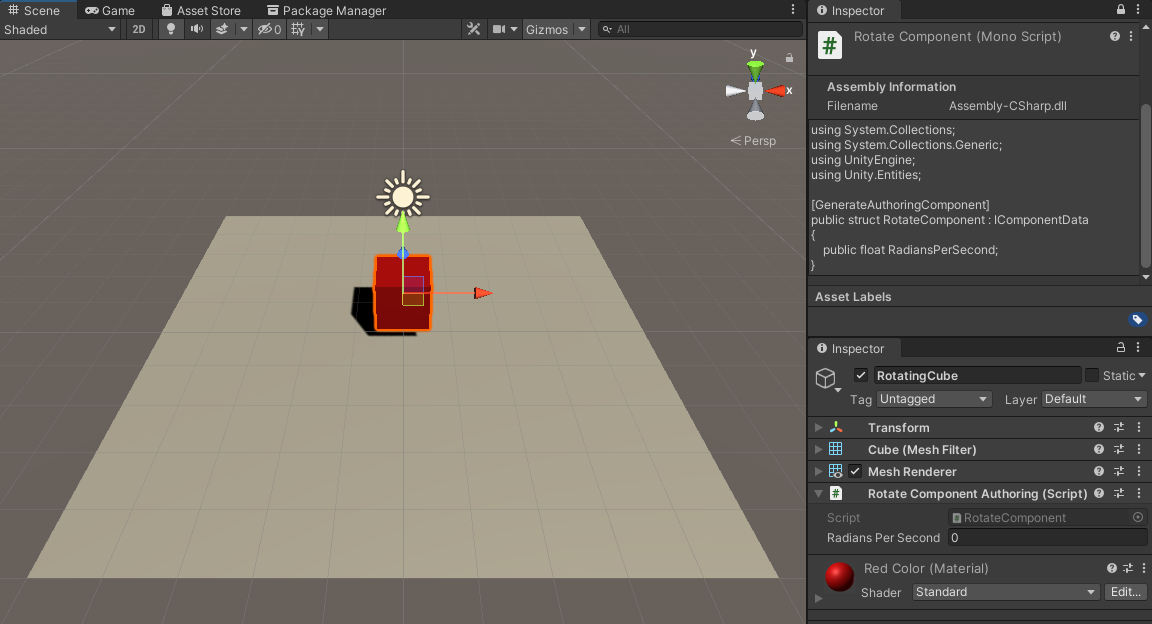 Scene
Game
Asset Store
Package Manager
Shaded
2D
0
Gizmos
All
y
x
Persp
Inspector
Rotate Component (Mono Script)
Assembly Information
Filename Assembly-CSharp.dll
using System.Collections;
using System.Collections.Generic;
using UnityEngine;
using Unity.Entities;
[GenerateAuthoringComponent]
public struct RotateComponent : IComponentData
{
public float RadiansPerSecond;
}
Asset Labels
Inspector
RotatingCube
Static
Tag Untagged Layer Default
Transform
Cube (Mesh Filter)
Mesh Renderer
Rotate Component Authoring (Script)
Script RotateComponent
Radians Per Second 0
Red Color (Material)
Shader Standard Edit...